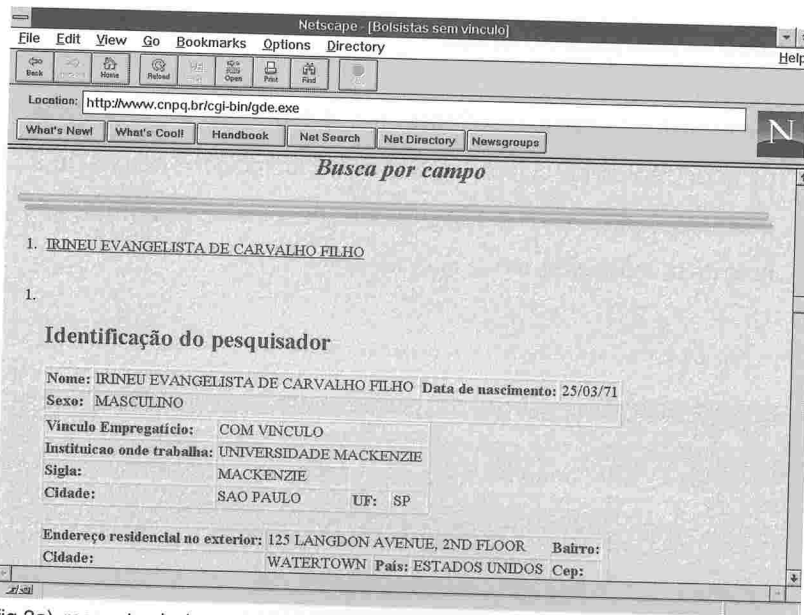 Netscape - [Bolsistas sem vinculo]
File Edit View Go Bookmarks Options Directory Help
Back Home Reload Open Print Find
Location: http://www.cnpq.br/cgi-bin/gde.exe
What's New! What's Cool! Handbook Net Search Net Directory Newsgroups
N
Busca por campo
1. IRINEU EVANGELISTA DE CARVALHO FILHO
1.
Identificação do pesquisador
Nome: IRINEU EVANGELISTA DE CARVALHO FILHO Data de nascimento: 25/03/71
Sexo: MASCULINO
Vínculo Empregatício: COM VINCULO
Instituicao onde trabalha: UNIVERSIDADE MACKENZIE
Sigla: MACKENZIE
Cidade: SAO PAULO UF: SP
Endereço residencial no exterior: 125 LANGDON AVENUE, 2ND FLOOR Bairro:
Cidade: WATERTOWN País: ESTADOS UNIDOS Cep: